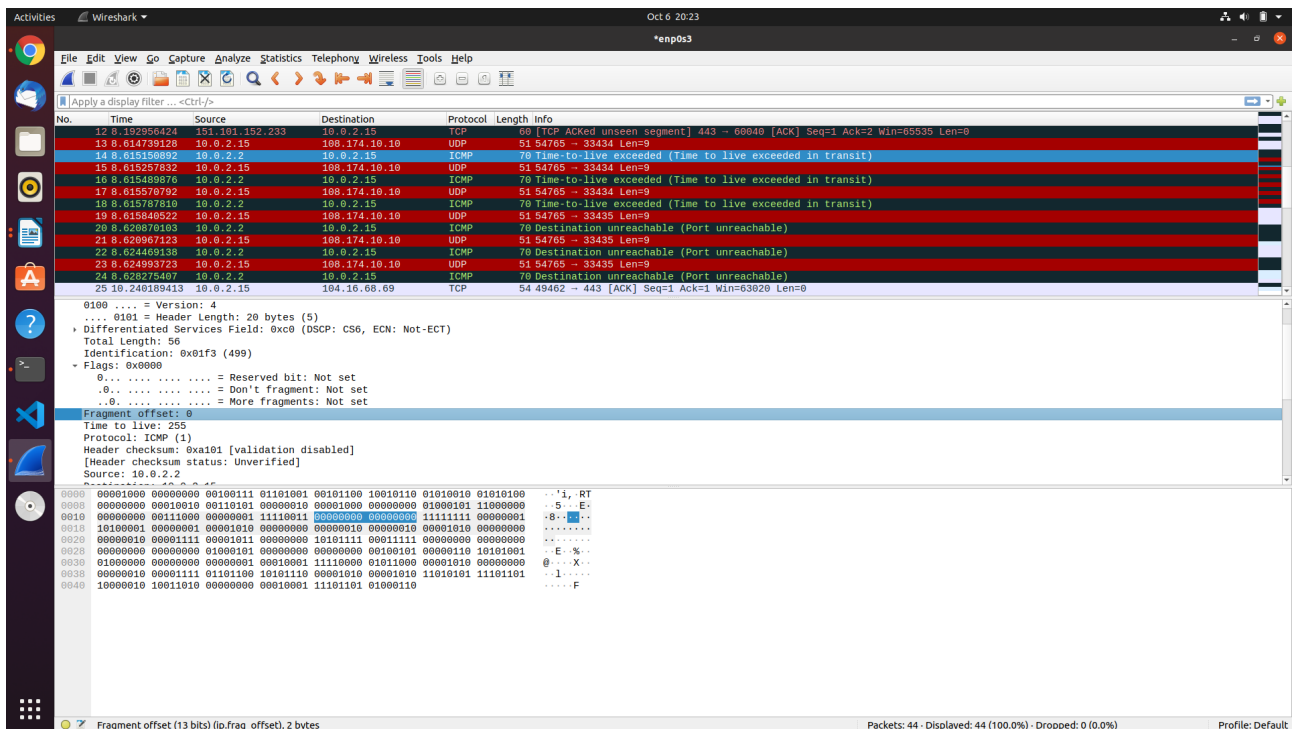 Activities Wireshark Oct 6 20:23
*enp0s3
File Edit View Go Capture Analyze Statistics Telephony Wireless Tools Help
Apply a display filter ... <Ctrl-/>
No. Time Source Destination Protocol Length Info
12 8.192956424 151.101.152.233 10.0.2.15 TCP 60 [TCP ACKed unseen segment] 443 → 60040 [ACK] Seq=1 Ack=2 Win=65535 Len=0
13 8.614739128 10.0.2.15 108.174.10.10 UDP 51 54765 → 33434 Len=9
14 8.615150892 10.0.2.2 10.0.2.15 ICMP 70 Time-to-live exceeded (Time to live exceeded in transit)
15 8.615257832 10.0.2.15 108.174.10.10 UDP 51 54765 → 33434 Len=9
16 8.615489876 10.0.2.2 10.0.2.15 ICMP 70 Time-to-live exceeded (Time to live exceeded in transit)
17 8.615570792 10.0.2.15 108.174.10.10 UDP 51 54765 → 33434 Len=9
18 8.615787810 10.0.2.2 10.0.2.15 ICMP 70 Time-to-live exceeded (Time to live exceeded in transit)
19 8.615840522 10.0.2.15 108.174.10.10 UDP 51 54765 → 33435 Len=9
20 8.620870103 10.0.2.2 10.0.2.15 ICMP 70 Destination unreachable (Port unreachable)
21 8.620967123 10.0.2.15 108.174.10.10 UDP 51 54765 → 33435 Len=9
22 8.624469138 10.0.2.2 10.0.2.15 ICMP 70 Destination unreachable (Port unreachable)
23 8.624993723 10.0.2.15 108.174.10.10 UDP 51 54765 → 33435 Len=9
24 8.628275407 10.0.2.2 10.0.2.15 ICMP 70 Destination unreachable (Port unreachable)
25 10.240189413 10.0.2.15 104.16.68.69 TCP 54 49462 → 443 [ACK] Seq=1 Ack=1 Win=63020 Len=0
0100 .... = Version: 4
.... 0101 = Header Length: 20 bytes (5)
Differentiated Services Field: 0xc0 (DSCP: CS6, ECN: Not-ECT)
Total Length: 56
Identification: 0x01f3 (499)
Flags: 0x0000
0... .... .... .... = Reserved bit: Not set
.0.. .... .... .... = Don't fragment: Not set
..0. .... .... .... = More fragments: Not set
Fragment offset: 0
Time to live: 255
Protocol: ICMP (1)
Header checksum: 0xa101 [validation disabled]
[Header checksum status: Unverified]
Source: 10.0.2.2
0000 00001000 00000000 00100111 01101001 00101100 10010110 01010010 01010100 ··'i,·RT
0008 00000000 00010010 00110101 00000010 00001000 00000000 01000101 11000000 ··5···E·
0010 00000000 00111000 00000001 11110011 00000000 00000000 11111111 00000001 ·8······
0018 10100001 00000001 00001010 00000000 00000010 00000010 00001010 00000000 ········
0020 00000010 00001111 00001011 00000000 10101111 00011111 00000000 00000000 ········
0028 00000000 00000000 01000101 00000000 00000000 00100101 00000110 10101001 ··E··%··
0030 01000000 00000000 00000001 00010001 11110000 01011000 00001010 00000000 @····X··
0038 00000010 00001111 01101100 10101110 00001010 00001010 11010101 11101101 ··l·····
0040 10000010 10011010 00000000 00010001 11101101 01000110 ·····F
Fragment offset (13 bits) (ip.frag_offset), 2 bytes Packets: 44 · Displayed: 44 (100.0%) · Dropped: 0 (0.0%) Profile: Default